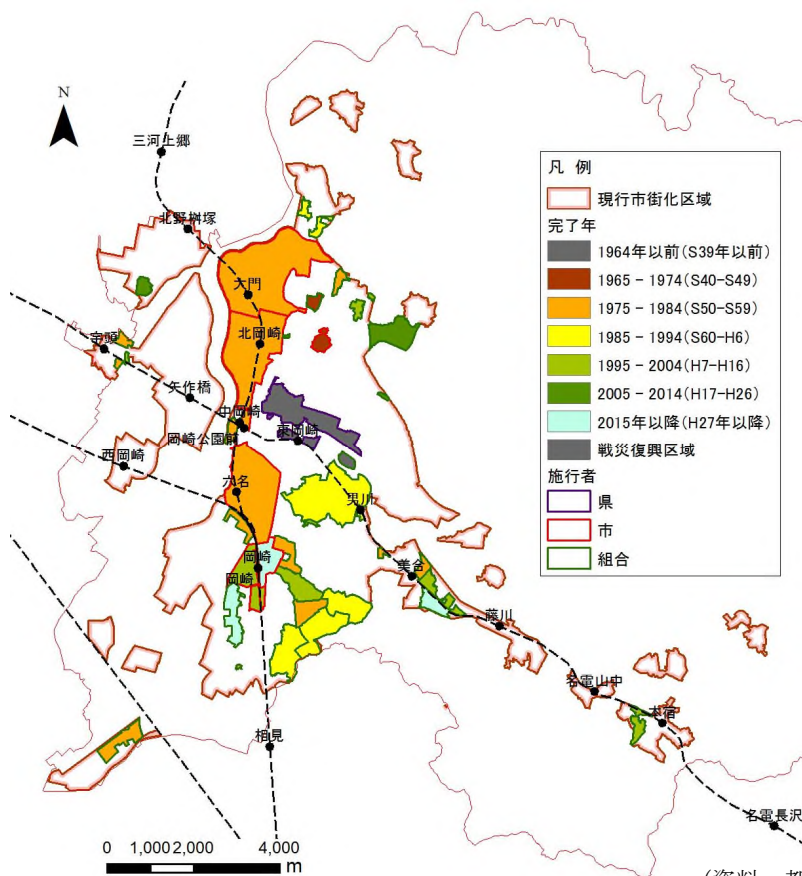 N
三河上郷
北野桝塚
大門
北岡崎
宇頭
矢作橋
中岡崎
岡崎公園前
東岡崎
西岡崎
六名
男川
岡崎
岡崎
美合
藤川
名電山中
本宿
相見
名電長沢
凡 例
現行市街化区域
完了年
1964年以前(S39年以前)
1965 - 1974(S40-S49)
1975 - 1984(S50-S59)
1985 - 1994(S60-H6)
1995 - 2004(H7-H16)
2005 - 2014(H17-H26)
2015年以降(H27年以降)
戦災復興区域
施行者
県
市
組合
0 1,000 2,000 4,000
m
(資料 都